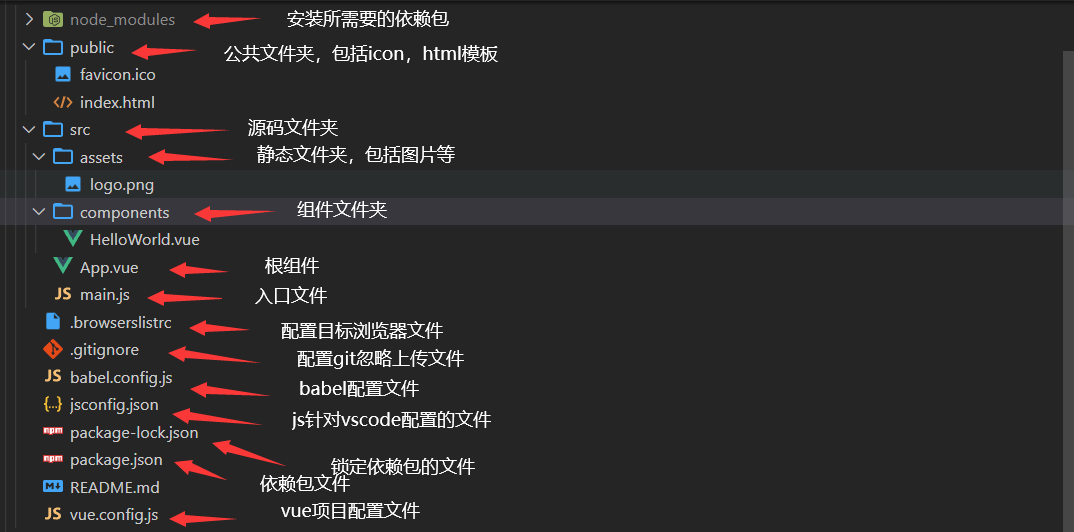 node_modules 安装所需要的依赖包
public 公共文件夹，包括icon，html模板
favicon.ico
index.html
src 源码文件夹
assets 静态文件夹，包括图片等
logo.png
components 组件文件夹
HelloWorld.vue
App.vue 根组件
JS main.js 入口文件
.browserslistrc 配置目标浏览器文件
.gitignore 配置git忽略上传文件
JS babel.config.js babel配置文件
{..} jsconfig.json js针对vscode配置的文件
npm package-lock.json 锁定依赖包的文件
npm package.json 依赖包文件
M README.md
JS vue.config.js vue项目配置文件